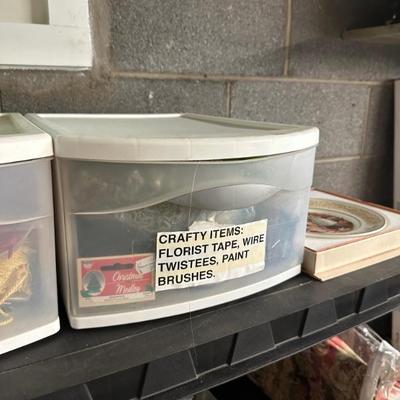 CRAFTY ITEMS:
FLORIST TAPE, WIRE
TWISTEES, PAINT
BRUSHES.
Christmas
Medley